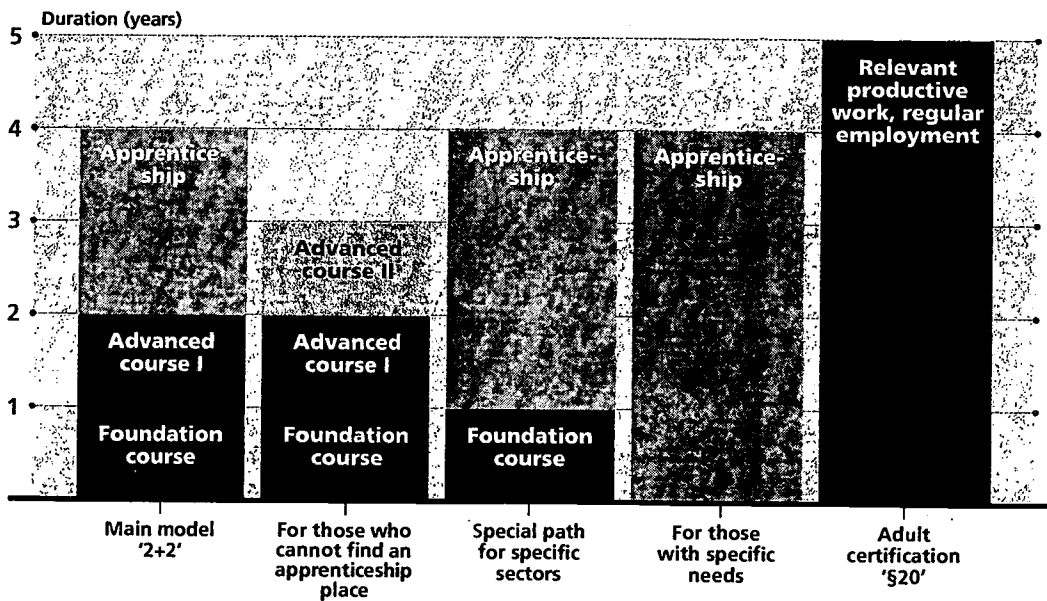 Duration (years)
5
4
3
2
1
Apprentice-
ship
Advanced
course I
Foundation
course
Advanced
course II
Advanced
course I
Foundation
course
Apprentice-
ship
Foundation
course
Apprentice-
ship
Relevant
productive
work, regular
employment
Main model
'2+2'
For those who
cannot find an
apprenticeship
place
Special path
for specific
sectors
For those
with specific
needs
Adult
certification
'§20'